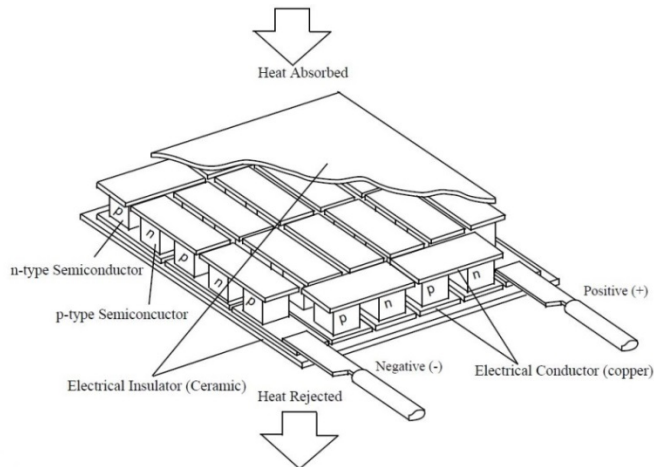 Heat Absorbed
p
n
p
n
p
p
n
p
n
n-type Semiconductor
p-type Semiconcuctor
Positive (+)
Negative (-)
Electrical Insulator (Ceramic)
Electrical Conductor (copper)
Heat Rejected